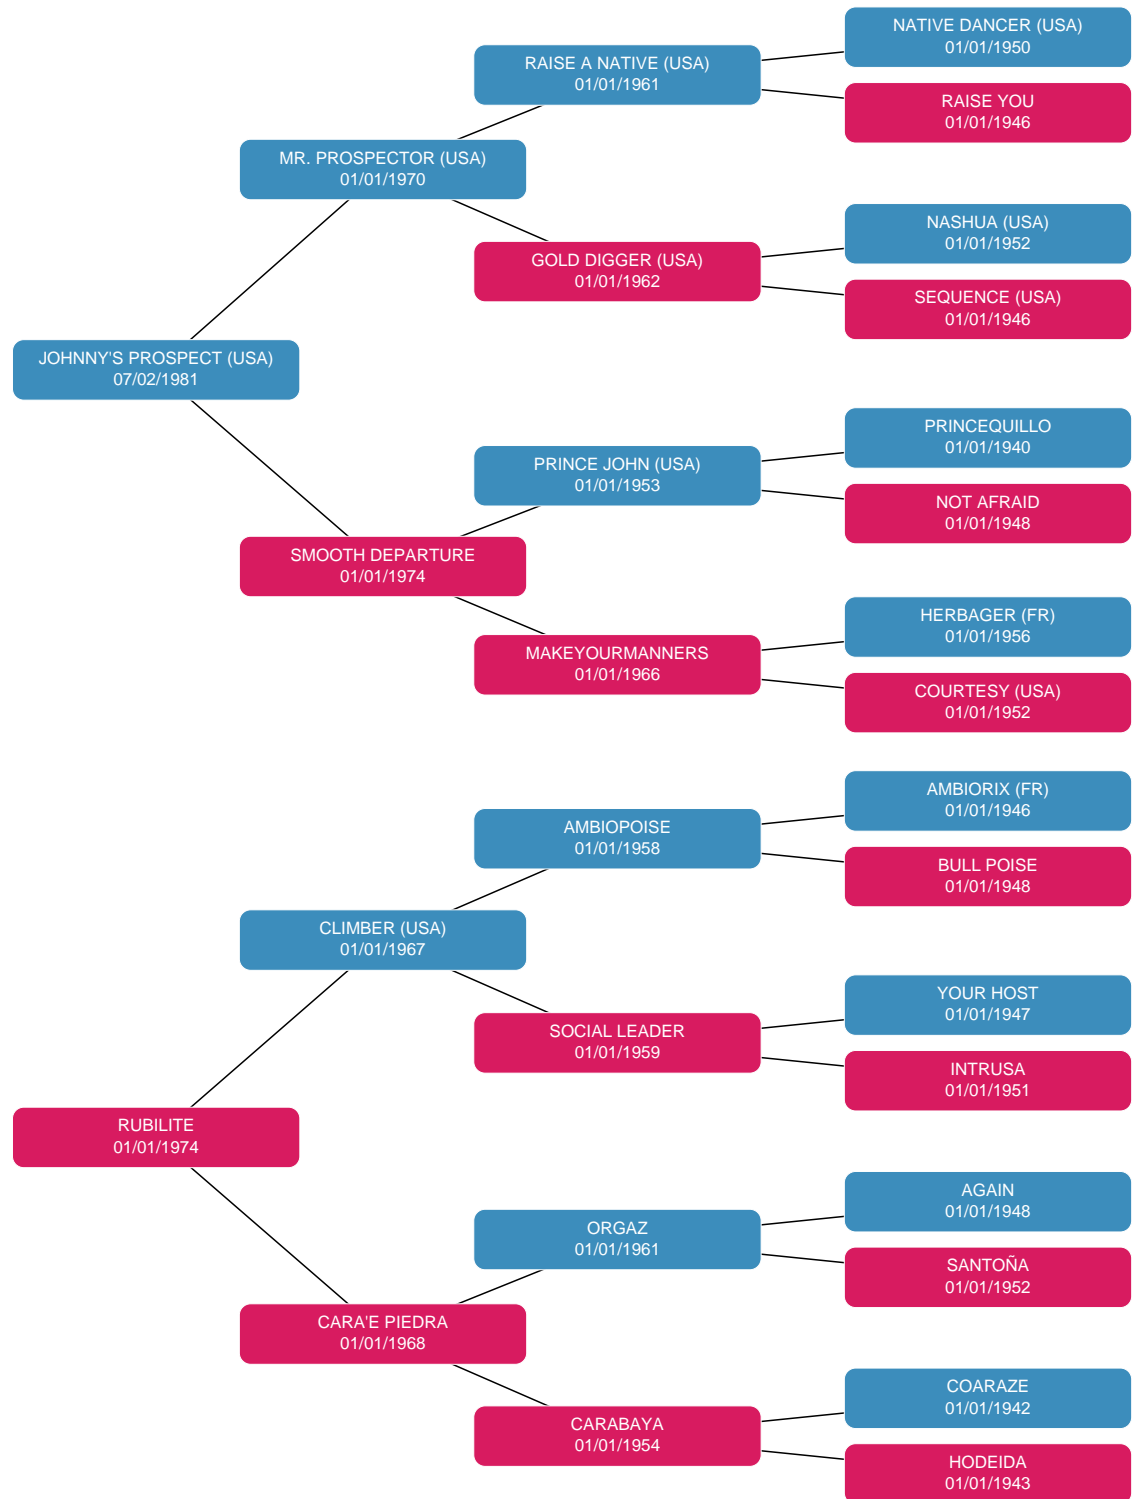 NATIVE DANCER (USA)
01/01/1950
RAISE A NATIVE (USA)
01/01/1961
RAISE YOU
01/01/1946
MR. PROSPECTOR (USA)
01/01/1970
NASHUA (USA)
01/01/1952
GOLD DIGGER (USA)
01/01/1962
SEQUENCE (USA)
01/01/1946
JOHNNY'S PROSPECT (USA)
07/02/1981
PRINCEQUILLO
01/01/1940
PRINCE JOHN (USA)
01/01/1953
NOT AFRAID
01/01/1948
SMOOTH DEPARTURE
01/01/1974
HERBAGER (FR)
01/01/1956
MAKEYOURMANNERS
01/01/1966
COURTESY (USA)
01/01/1952
AMBIORIX (FR)
01/01/1946
AMBIOPOISE
01/01/1958
BULL POISE
01/01/1948
CLIMBER (USA)
01/01/1967
YOUR HOST
01/01/1947
SOCIAL LEADER
01/01/1959
INTRUSA
01/01/1951
RUBILITE
01/01/1974
AGAIN
01/01/1948
ORGAZ
01/01/1961
SANTOÑA
01/01/1952
CARA'E PIEDRA
01/01/1968
COARAZE
01/01/1942
CARABAYA
01/01/1954
HODEIDA
01/01/1943